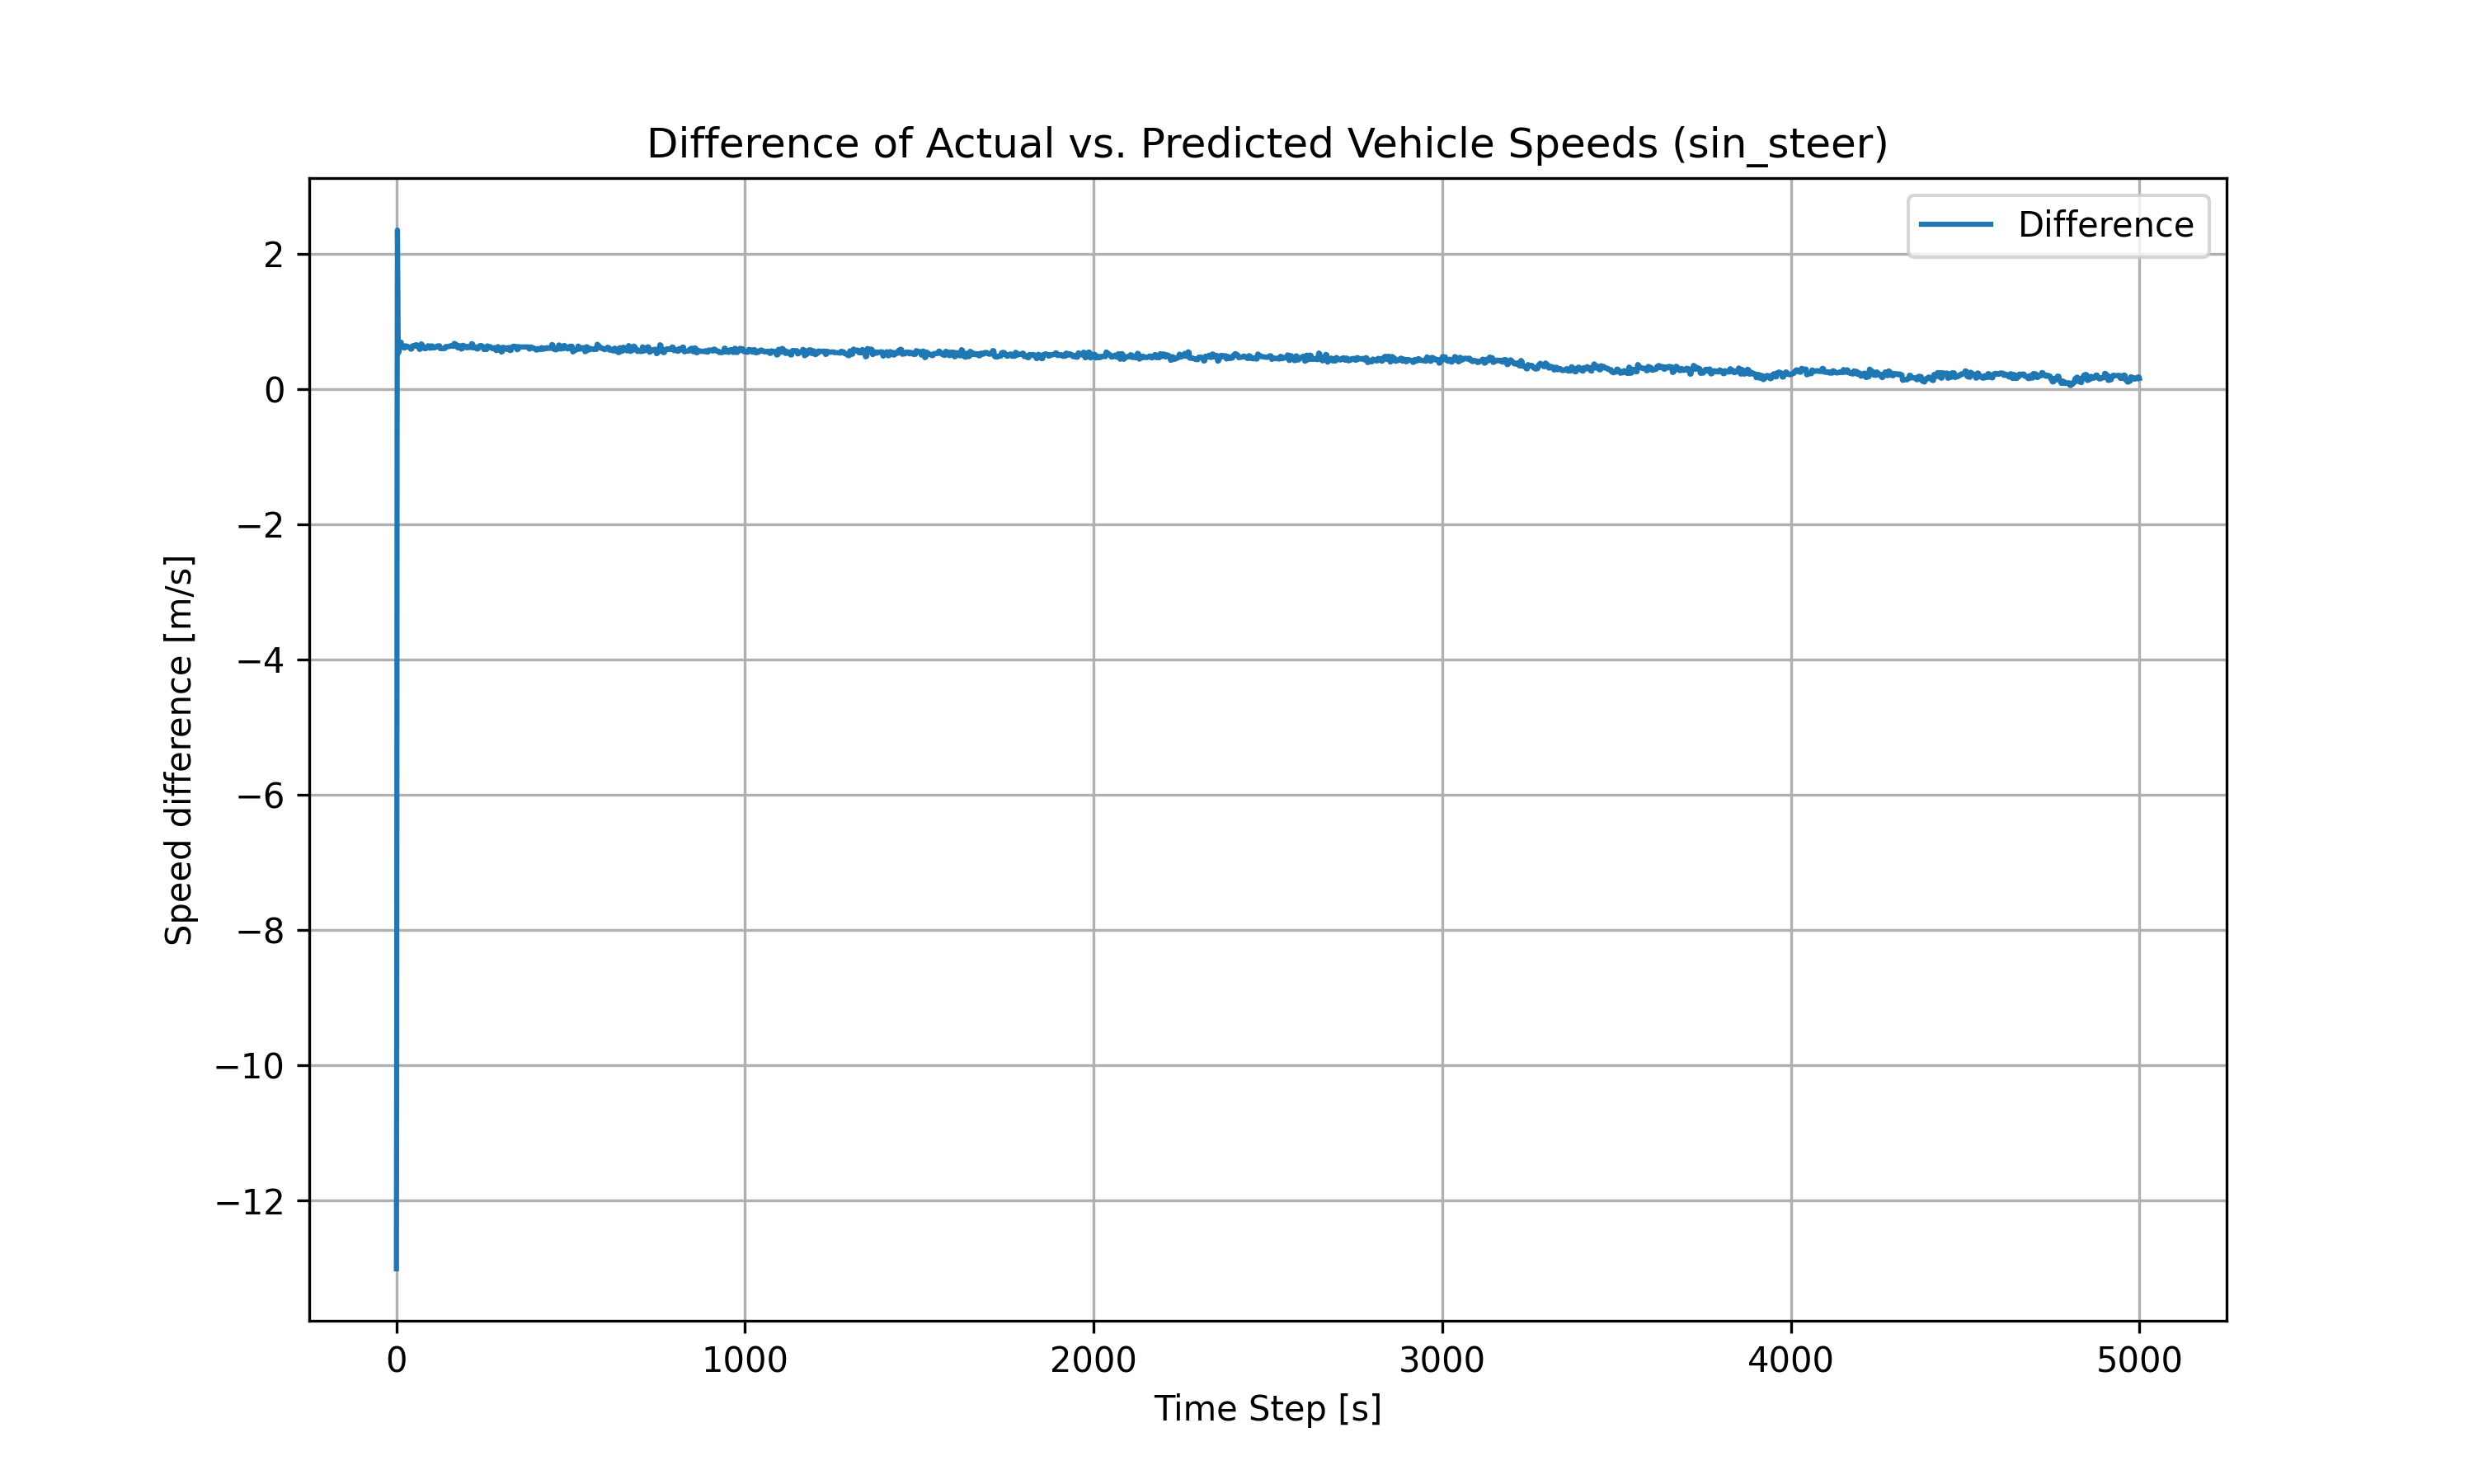 Difference of Actual vs. Predicted Vehicle Speeds (sin_steer)
Difference
2
0
−2
−4
−6
−8
−10
−12
Speed difference [m/s]
0 1000 2000 3000 4000 5000
Time Step [s]